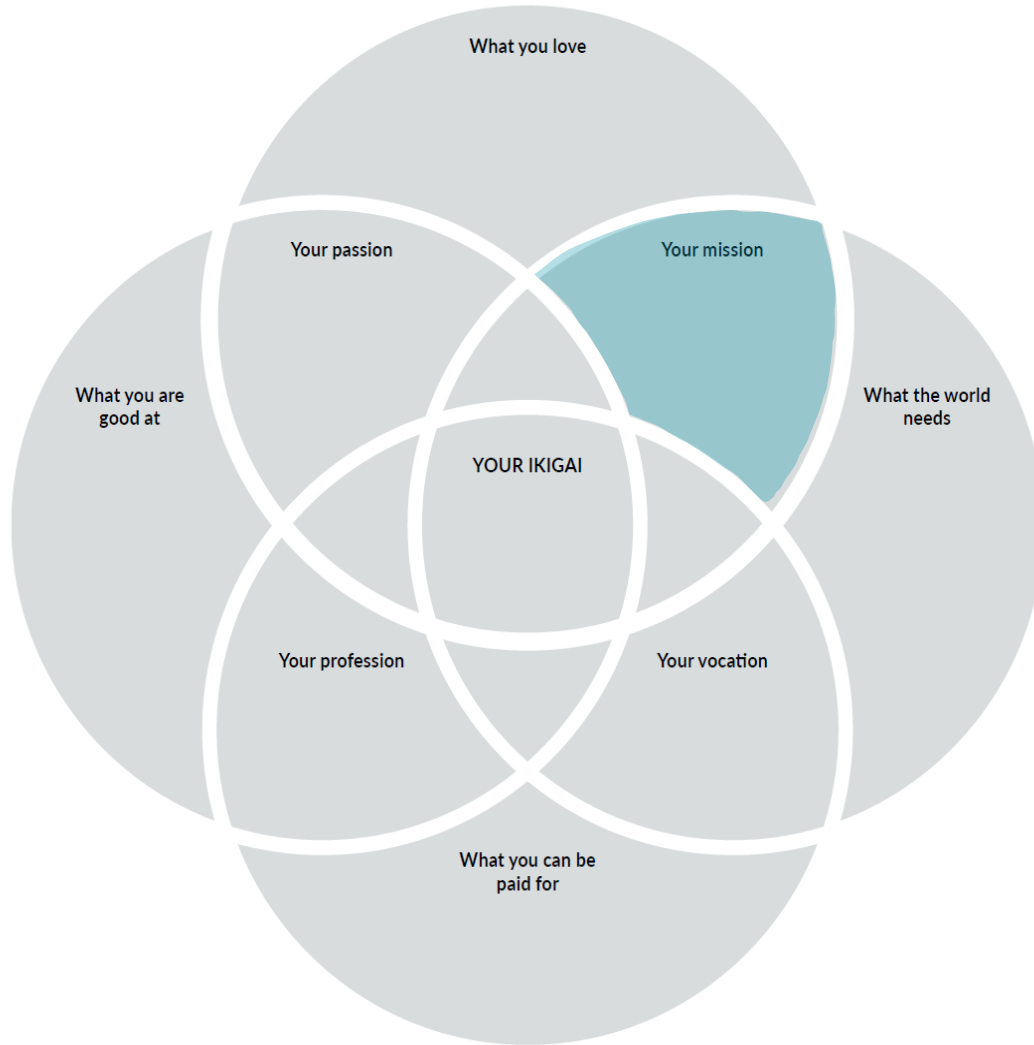 What you love
Your passion
Your mission
What you are
good at
What the world
needs
YOUR IKIGAI
Your profession
Your vocation
What you can be
paid for